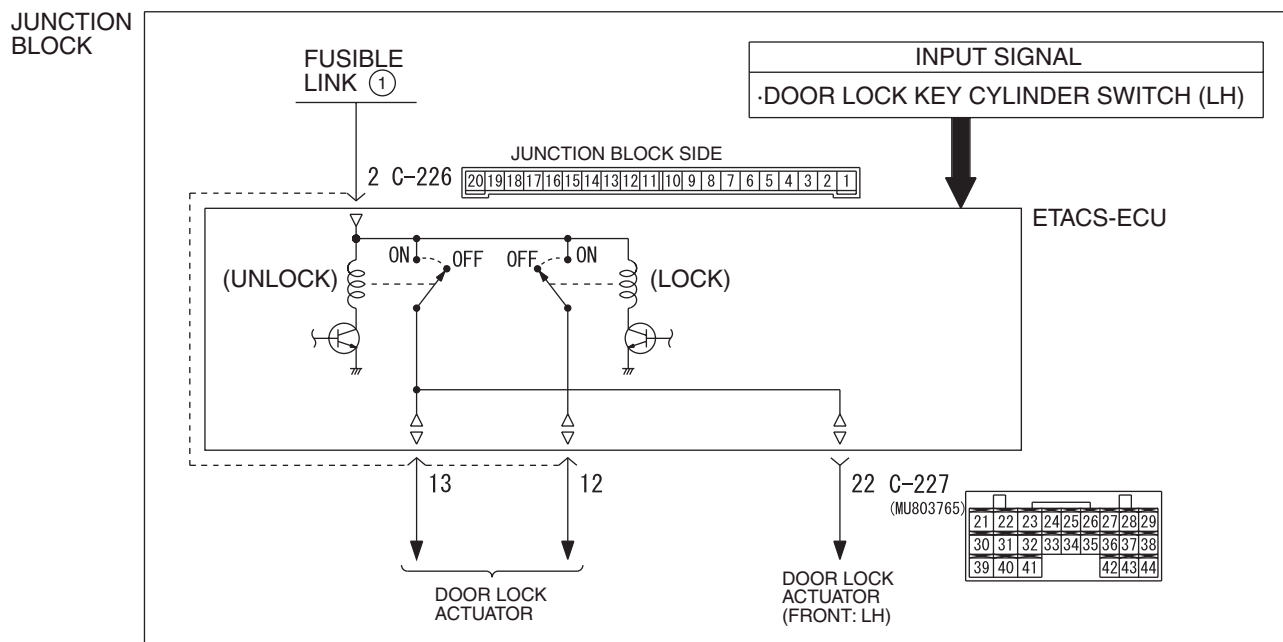 JUNCTION
BLOCK
FUSIBLE
LINK ①
INPUT SIGNAL
·DOOR LOCK KEY CYLINDER SWITCH (LH)
JUNCTION BLOCK SIDE
2 C-226
20 19 18 17 16 15 14 13 12 11 10 9 8 7 6 5 4 3 2 1
ETACS-ECU
ON OFF OFF ON
(UNLOCK) (LOCK)
13 12 22 C-227
(MU803765)
21 22 23 24 25 26 27 28 29
30 31 32 33 34 35 36 37 38
39 40 41 42 43 44
DOOR LOCK
ACTUATOR
DOOR LOCK
ACTUATOR
(FRONT: LH)